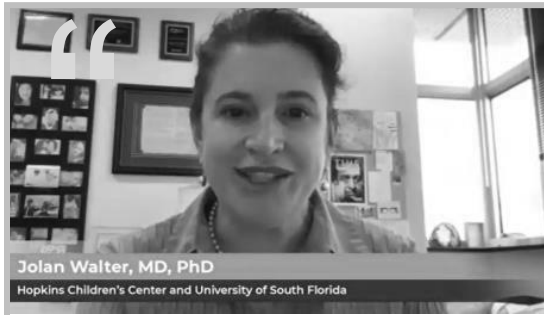 “
Jolan Walter, MD, PhD
Hopkins Children’s Center and University of South Florida